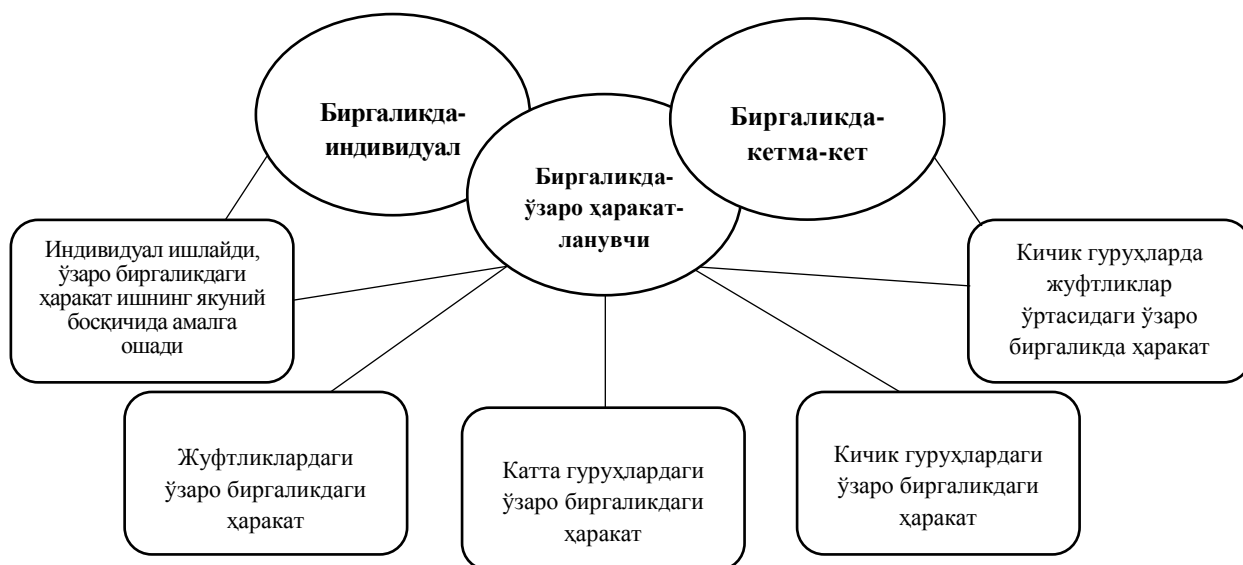 Биргаликда-
индивидуал
Биргаликда-
ўзаро ҳаракат-
ланувчи
Биргаликда-
кетма-кет
Индивидуал ишлайди,
ўзаро биргаликдаги
ҳаракат ишнинг якуний
босқичида амалга
ошади
Кичик гуруҳларда
жуфтликлар
ўртасидаги ўзаро
биргаликда ҳаракат
Жуфтликлардаги
ўзаро биргаликдаги
ҳаракат
Катта гуруҳлардаги
ўзаро биргаликдаги
ҳаракат
Кичик гуруҳлардаги
ўзаро биргаликдаги
ҳаракат